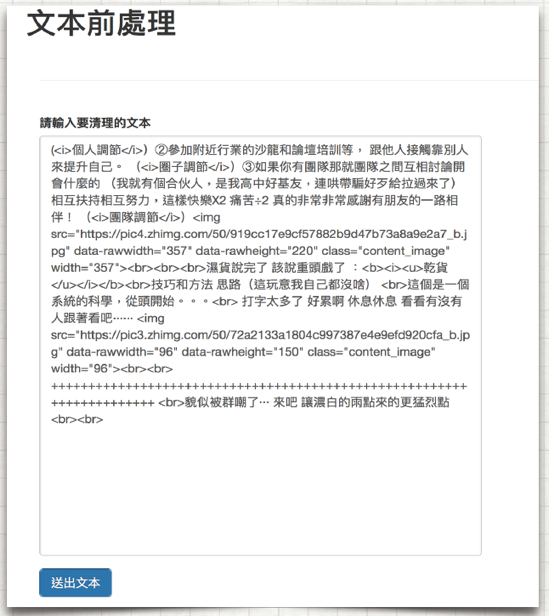 文本前處理
請輸入要清理的文本
(<i>個人調節</i>）②參加附近行業的沙龍和論壇培訓等， 跟他人接觸靠別人
來提升自己。 （<i>圈子調節</i>）③如果你有團隊那就團隊之間互相討論開
會什麼的 （我就有個合伙人，是我高中好基友，連哄帶騙好歹給拉過來了）
相互扶持相互努力，這樣快樂X2 痛苦÷2 真的非常非常感謝有朋友的一路相
伴！ （<i>團隊調節</i>）<img
src="https://pic4.zhimg.com/50/919cc17e9cf57882b9d47b73a8a9e2a7_b.j
pg" data-rawwidth="357" data-rawheight="220" class="content_image"
width="357"><br><br><br>濕貨說完了 該說重頭戲了 ：<b><i><u>乾貨
</u></i></b><br>技巧和方法 思路（這玩意我自己都沒啥） <br>這個是一個
系統的科學，從頭開始。。。<br> 打字太多了 好累啊 休息休息 看看有沒有
人跟著看吧…… <img
src="https://pic3.zhimg.com/50/72a2133a1804c997387e4e9efd920cfa_b.jp
g" data-rawwidth="96" data-rawheight="150" class="content_image"
width="96"><br><br>
++++++++++++++++++++++++++++++++++++++++++++++++++++++++
++++++++++++++ <br>貌似被群嘲了… 來吧 讓濃白的雨點來的更猛烈點
<br><br>
送出文本